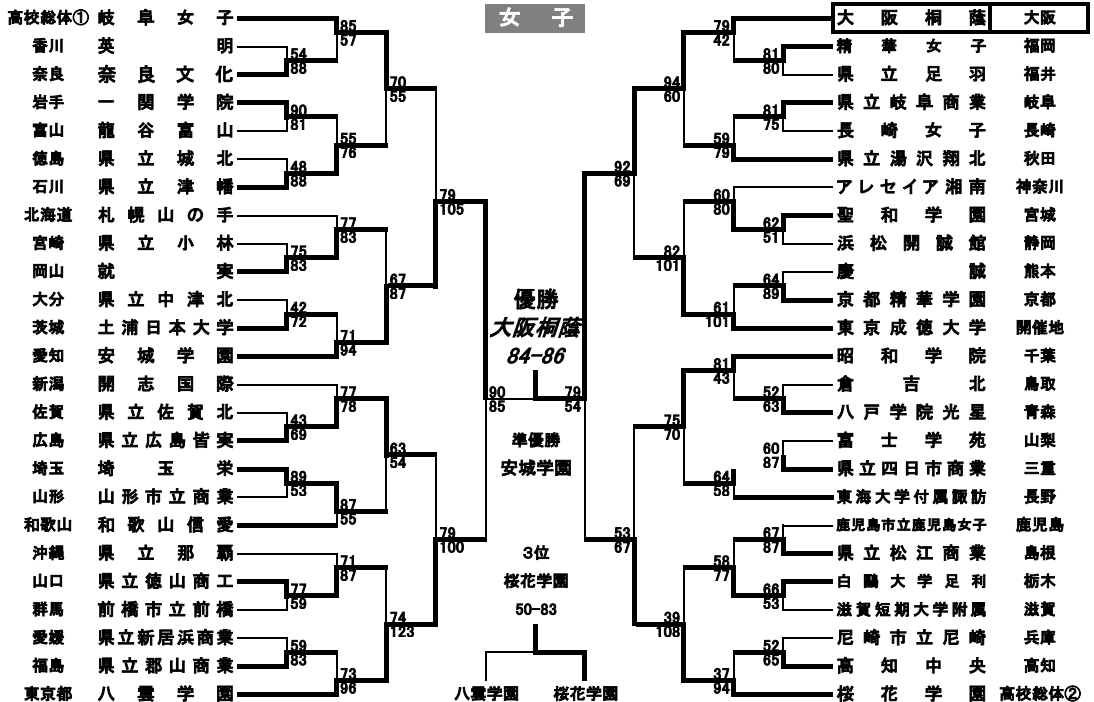 女子
高校総体① 岐阜女子
香川 英明
奈良 奈良文化
岩手 一関学院
富山 龍谷富山
徳島 県立城北
石川 県立津幡
北海道 札幌山の手
宮崎 県立小林
岡山 就実
大分 県立中津北
茨城 土浦日本大学
愛知 安城学園
新潟 開志国際
佐賀 県立佐賀北
広島 県立広島皆実
埼玉 埼玉栄
山形 山形市立商業
和歌山 和歌山信愛
沖縄 県立那覇
山口 県立徳山商工
群馬 前橋市立前橋
愛媛 県立新居浜商業
福島 県立郡山商業
東京都 八雲学園
85
57
54
88
90
81
48
88
55
76
70
55
77
83
75
83
42
72
71
94
67
87
79
105
77
78
43
69
89
53
87
55
63
54
71
87
77
59
59
83
73
96
74
123
79
100
90
85
優勝
大阪桐蔭
84-86
準優勝
安城学園
3位
桜花学園
50-83
八雲学園 桜花学園
79
54
92
69
53
67
94
60
82
101
75
70
39
108
79
42
81
80
81
75
59
79
60
80
62
51
64
89
61
101
81
43
52
63
60
87
64
58
67
87
58
77
66
53
52
65
37
94
大阪桐蔭 大阪
精華女子 福岡
県立足羽 福井
県立岐阜商業 岐阜
長崎女子 長崎
県立湯沢翔北 秋田
アレセイア湘南 神奈川
聖和学園 宮城
浜松開誠館 静岡
慶誠 熊本
京都精華学園 京都
東京成徳大学 開催地
昭和学院 千葉
倉吉北 鳥取
八戸学院光星 青森
富士学苑 山梨
県立四日市商業 三重
東海大学付属諏訪 長野
鹿児島市立鹿児島女子 鹿児島
県立松江商業 島根
白鷗大学足利 栃木
滋賀短期大学附属 滋賀
尼崎市立尼崎 兵庫
高知中央 高知
桜花学園 高校総体②